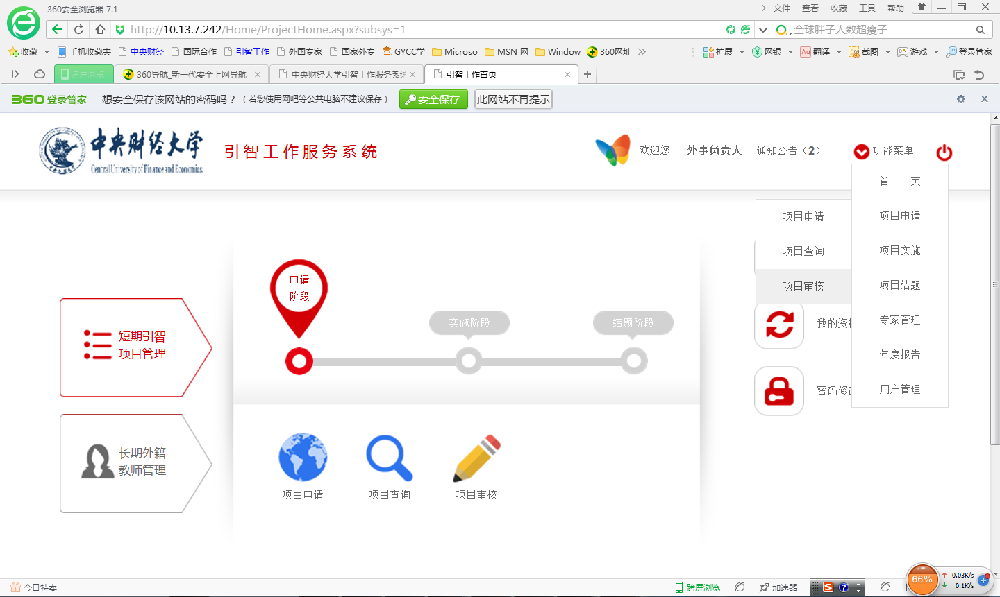 360安全浏览器 7.1
文件 查看 收藏 工具 帮助
http://10.13.7.242/Home/ProjectHome.aspx?subsys=1
全球胖子人数超瘦子
收藏 手机收藏夹 中央财经 国际合作 引智工作 外国专家 国家外专 GYCC学 Microso MSN 网 Window 360网址 扩展 网银 翻译 截图 游戏 登录管家
跨屏浏览 360导航_新一代安全上网导航 中央财经大学引智工作服务系统 引智工作首页
360登录管家 想安全保存该网站的密码吗？（若您使用网吧等公共电脑不建议保存） 安全保存 此网站不再提示
中央财经大学
Central University of Finance and Economics
引智工作服务系统
欢迎您 外事负责人 通知公告（2） 功能菜单
首 页
项目申请
项目实施
项目结题
专家管理
年度报告
用户管理
项目申请
项目查询
项目审核
申请
阶段
实施阶段
结题阶段
短期引智
项目管理
长期外籍
教师管理
我的资料
密码修改
项目申请 项目查询 项目审核
今日特卖
跨屏浏览
加速器
66%
0.03K/s
0.1K/s